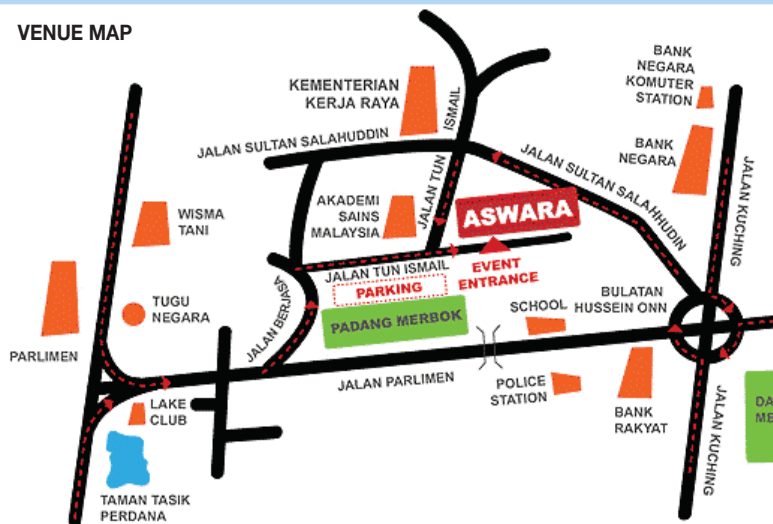 VENUE MAP
BANK
NEGARA
KOMUTER
STATION
KEMENTERIAN
KERJA RAYA
ISMAIL
JALAN SULTAN SALAHUDDIN
JALAN SULTAN SALAHHUDIN
BANK
NEGARA
JALAN KUCHING
JALAN TUN
AKADEMI
SAINS
MALAYSIA
ASWARA
WISMA
TANI
JALAN TUN ISMAIL
EVENT
ENTRANCE
PARKING
TUGU
NEGARA
JALAN BERJASA
PADANG MERBOK
SCHOOL
BULATAN
HUSSEIN ONN
PARLIMEN
JALAN PARLIMEN
POLICE
STATION
LAKE
CLUB
BANK
RAKYAT
JALAN KUCHING
DA
ME
TAMAN TASIK
PERDANA